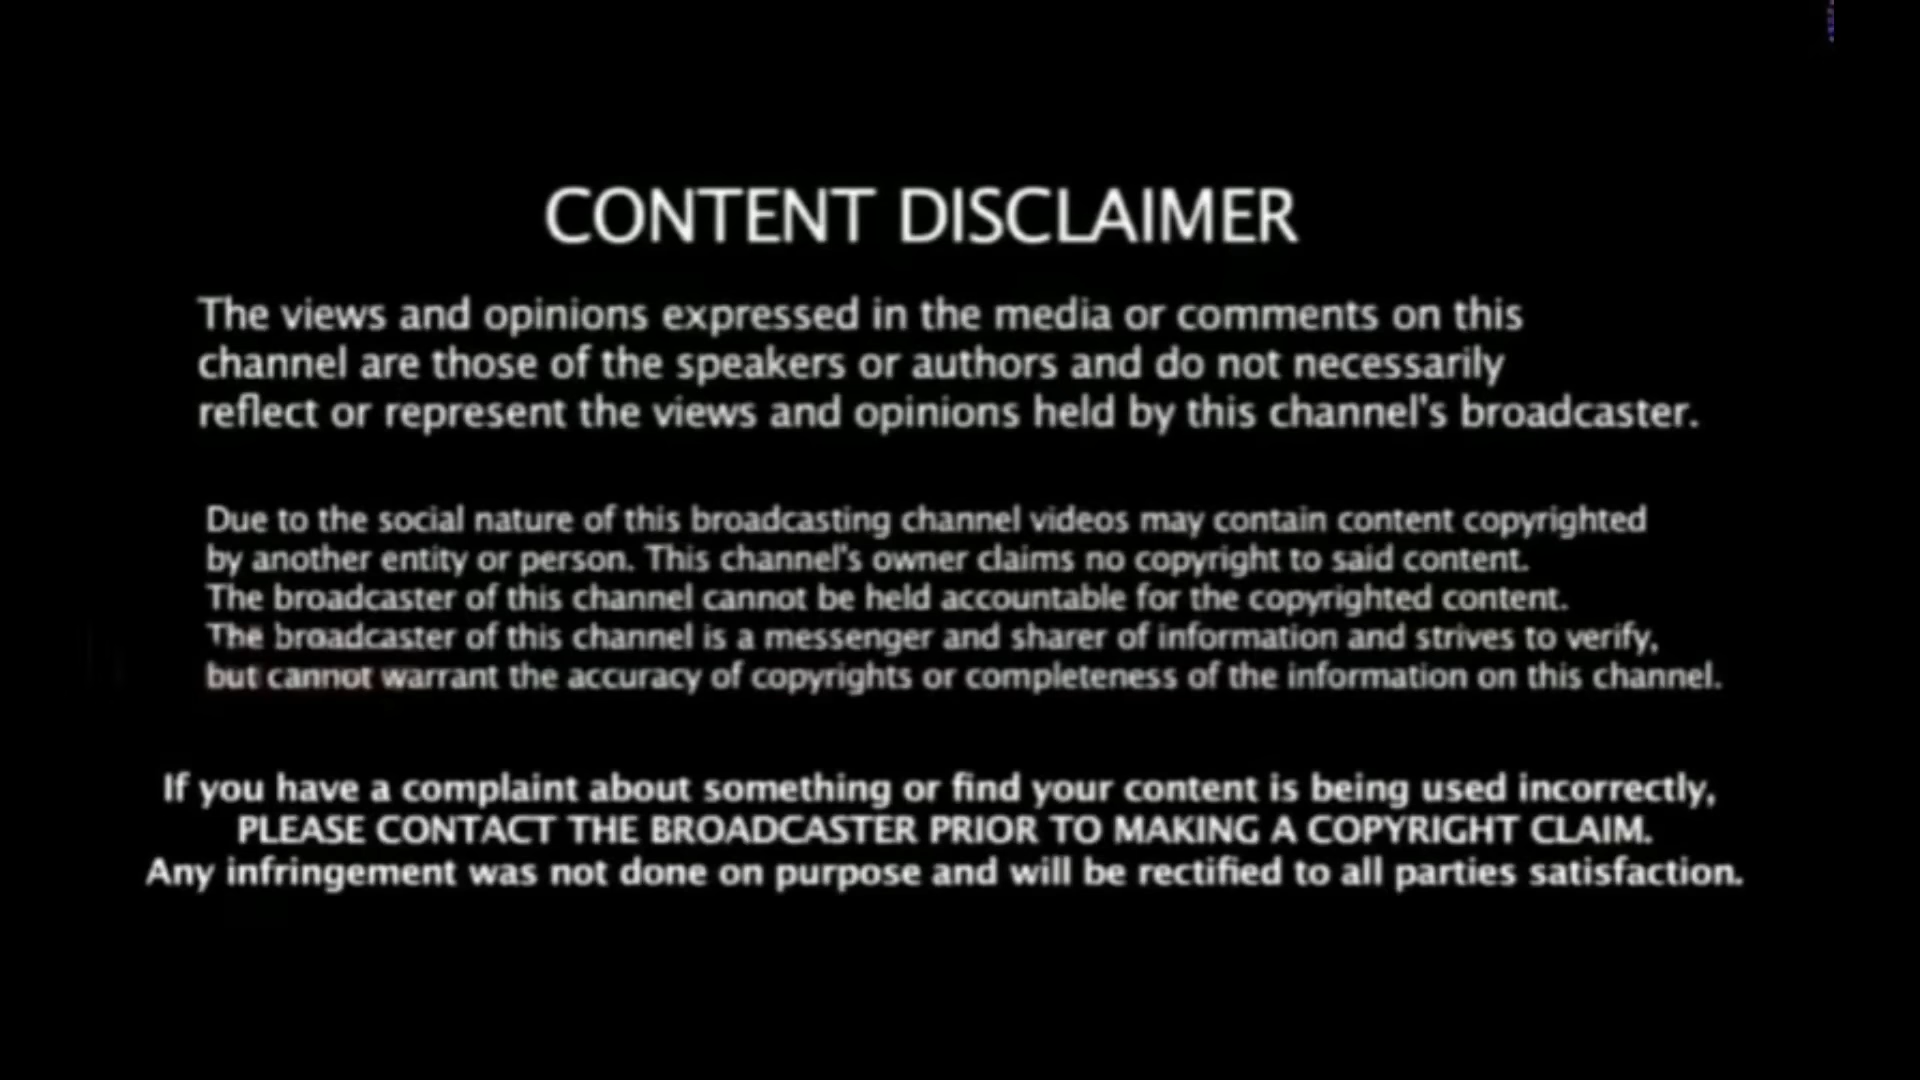 CONTENT DISCLAIMER
The views and opinions expressed in the media or comments on this
channel are those of the speakers or authors and do not necessarily
reflect or represent the views and opinions held by this channel's broadcaster.
Due to the social nature of this broadcasting channel videos may contain content copyrighted
by another entity or person. This channel's owner claims no copyright to said content.
The broadcaster of this channel cannot be held accountable for the copyrighted content.
The broadcaster of this channel is a messenger and sharer of information and strives to verify,
but cannot warrant the accuracy of copyrights or completeness of the information on this channel.
If you have a complaint about something or find your content is being used incorrectly,
PLEASE CONTACT THE BROADCASTER PRIOR TO MAKING A COPYRIGHT CLAIM.
Any infringement was not done on purpose and will be rectified to all parties satisfaction.